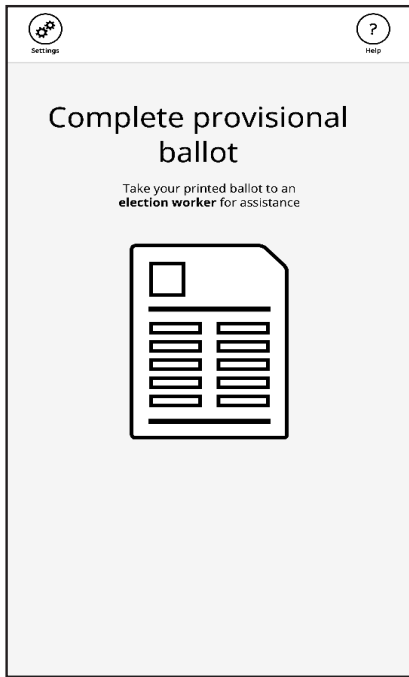 Settings
?
Help
Complete provisional
ballot
Take your printed ballot to an
election worker for assistance